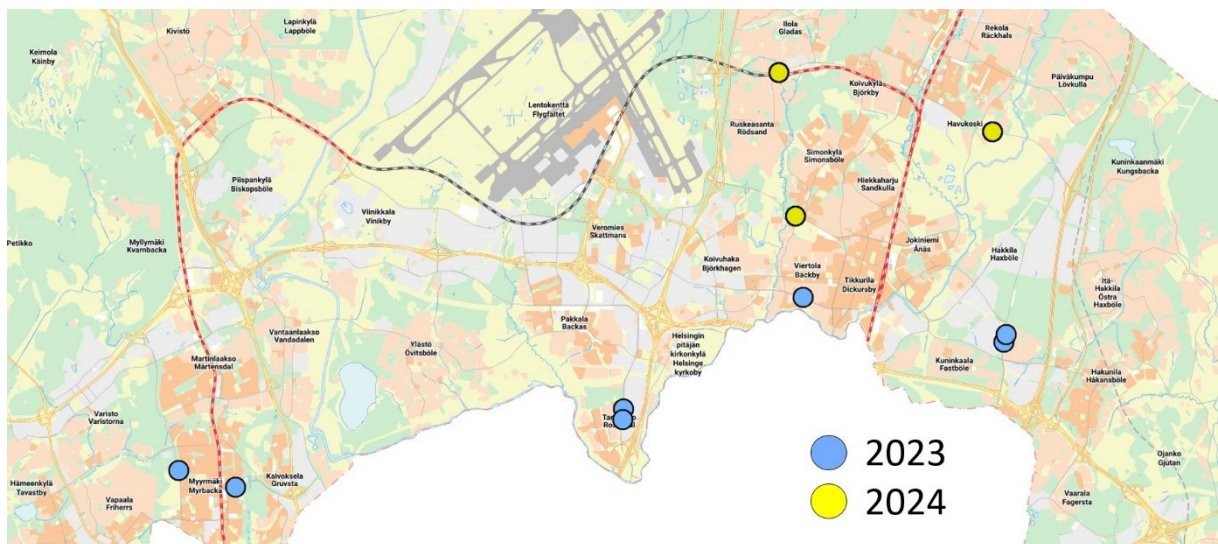 Lapinkylä
Lappböle
Kivistö
Keimola
Käinby
Ilola
Gladas
Rekola
Räckhals
Päiväkumpu
Lövkulla
Koivukylä
Björkby
Lentokenttä
Flygfältet
Ruskeasanta
Rödsand
Havukoski
Simonkylä
Simonsböle
Kuninkaanmäki
Kungsbacka
Hiekkaharju
Sandkulla
Piispankylä
Biskopsböle
Viinikkala
Vinikby
Veromies
Skattmans
Petikko
Myllymäki
Kvarnbacka
Koivuhaka
Björkhagen
Jokiniemi
Ånäs
Hakkila
Haxböle
Viertola
Bäckby
Tikkurila
Dickursby
Itä-
Hakkila
Östra
Haxböle
Vantaanlaakso
Vandadalen
Pakkala
Backas
Ylästö
Övitsböle
Helsingin
pitäjän
kirkonkylä
Helsinge
kyrkoby
Martinlaakso
Mårtensdal
Kuninkaala
Fastböle
Hakunila
Håkansböle
Varisto
Varistorna
Kaivoksela
Gruvsta
Myyrmäki
Myrbacka
Hämeenkylä
Tavastby
Vapaala
Friherrs
Ojanko
Gjutan
Vaarala
Fagersta
2023
2024